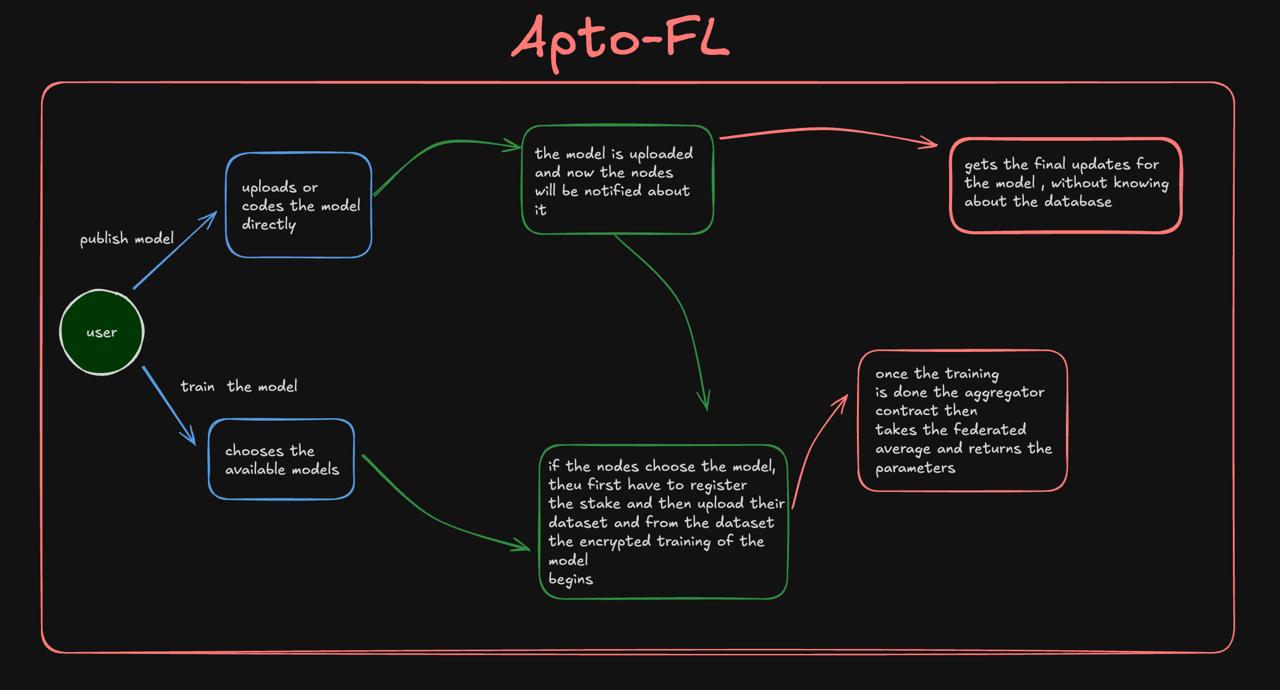 Apto-FL
uploads or
codes the model
directly
the model is uploaded
and now the nodes
will be notified about
it
gets the final updates for
the model , without knowing
about the database
publish model
user
train the model
chooses the
available models
if the nodes choose the model,
theu first have to register
the stake and then upload their
dataset and from the dataset
the encrypted training of the
model
begins
once the training
is done the aggregator
contract then
takes the federated
average and returns the
parameters